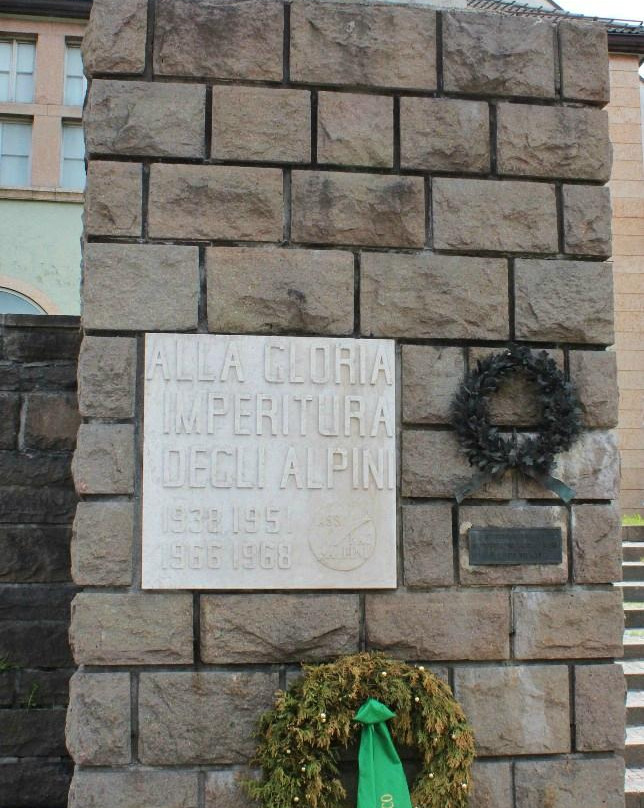 ALLA GLORIA
IMPERITURA
DEGLI ALPINI
1938 1951
1966 1968